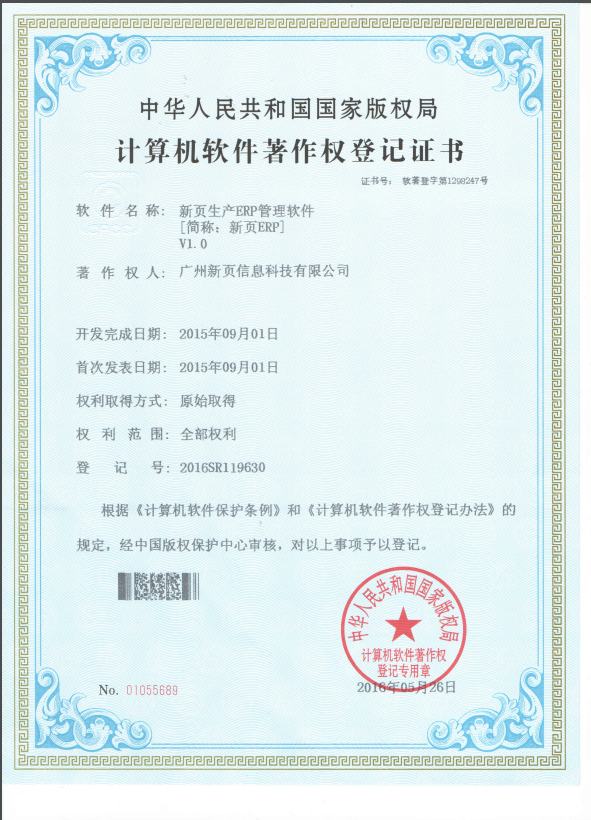 中华人民共和国国家版权局
计算机软件著作权登记证书
证书号： 软著登字第1298247号
软件名称： 新页生产ERP管理软件
[简称：新页ERP]
V1.0
著作权人： 广州新页信息科技有限公司
开发完成日期： 2015年09月01日
首次发表日期： 2015年09月01日
权利取得方式： 原始取得
权利范围： 全部权利
登记号： 2016SR119630
根据《计算机软件保护条例》和《计算机软件著作权登记办法》的
规定，经中国版权保护中心审核，对以上事项予以登记。
中华人民共和国国家版权局
计算机软件著作权
登记专用章
No. 01055689
2016年05月26日